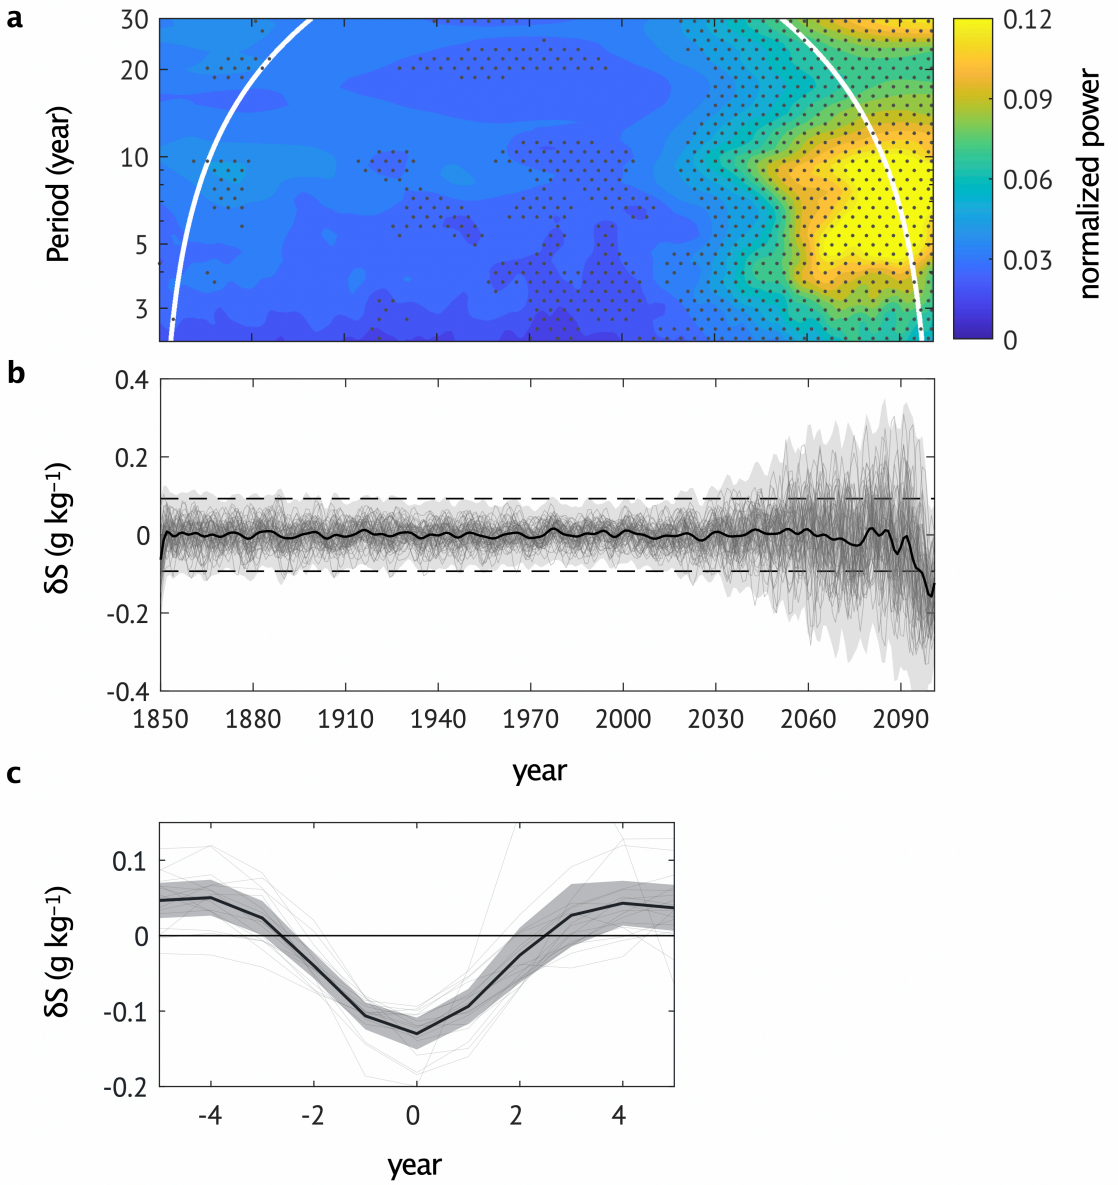 a
Period (year)
30
20
10
5
3
0.12
0.09
0.06
0.03
0
normalized power
b
δS (g kg⁻¹)
0.4
0.2
0
-0.2
-0.4
1850 1880 1910 1940 1970 2000 2030 2060 2090
year
c
δS (g kg⁻¹)
0.1
0
-0.1
-0.2
-4 -2 0 2 4
year